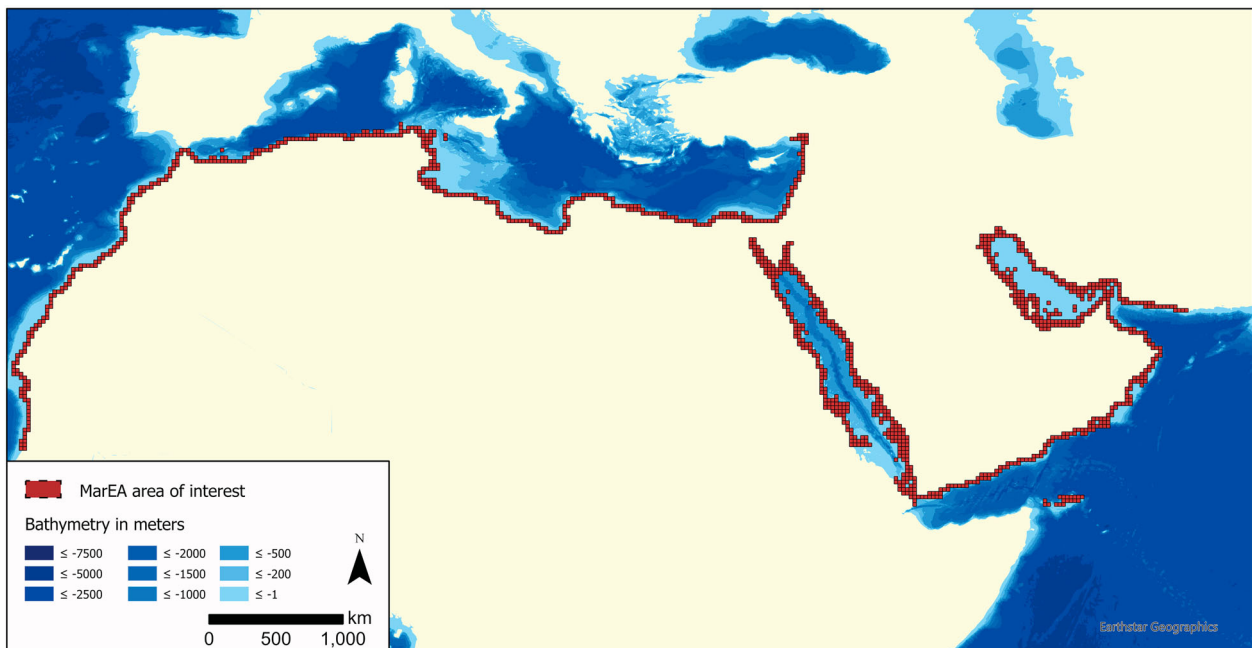 MarEA area of interest
Bathymetry in meters
≤ -7500 ≤ -2000 ≤ -500
≤ -5000 ≤ -1500 ≤ -200
≤ -2500 ≤ -1000 ≤ -1
N
km
0 500 1,000
Earthstar Geographics